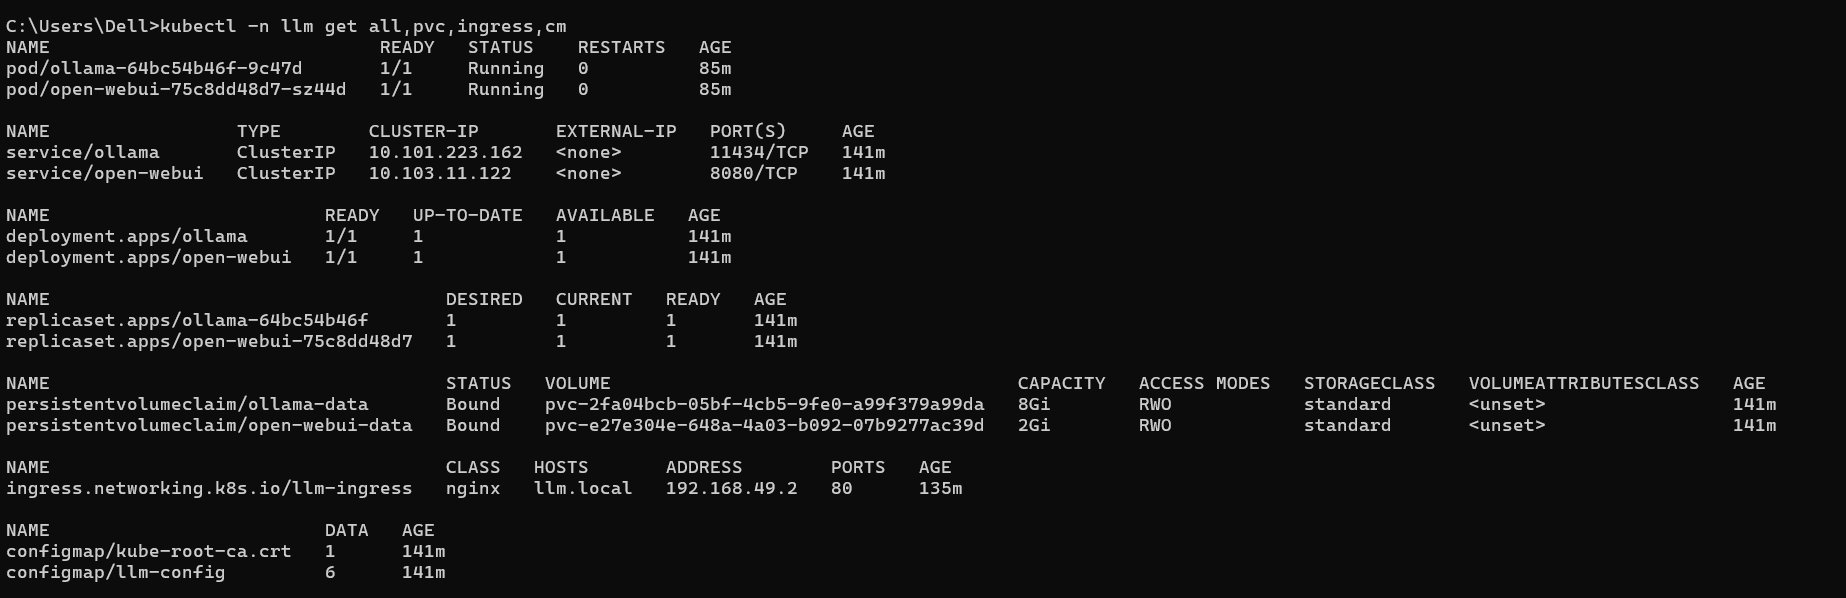 C:\Users\Dell>kubectl -n llm get all,pvc,ingress,cm
NAME                              READY   STATUS    RESTARTS   AGE
pod/ollama-64bc54b46f-9c47d       1/1     Running   0          85m
pod/open-webui-75c8dd48d7-sz44d   1/1     Running   0          85m

NAME                 TYPE        CLUSTER-IP       EXTERNAL-IP   PORT(S)     AGE
service/ollama       ClusterIP   10.101.223.162   <none>        11434/TCP   141m
service/open-webui   ClusterIP   10.103.11.122    <none>        8080/TCP    141m

NAME                         READY   UP-TO-DATE   AVAILABLE   AGE
deployment.apps/ollama       1/1     1            1           141m
deployment.apps/open-webui   1/1     1            1           141m

NAME                                    DESIRED   CURRENT   READY   AGE
replicaset.apps/ollama-64bc54b46f       1         1         1       141m
replicaset.apps/open-webui-75c8dd48d7   1         1         1       141m

NAME                                    STATUS   VOLUME                                     CAPACITY   ACCESS MODES   STORAGECLASS   VOLUMEATTRIBUTESCLASS   AGE
persistentvolumeclaim/ollama-data       Bound    pvc-2fa04bcb-05bf-4cb5-9fe0-a99f379a99da   8Gi        RWO            standard       <unset>                 141m
persistentvolumeclaim/open-webui-data   Bound    pvc-e27e304e-648a-4a03-b092-07b9277ac39d   2Gi        RWO            standard       <unset>                 141m

NAME                                    CLASS   HOSTS       ADDRESS        PORTS   AGE
ingress.networking.k8s.io/llm-ingress   nginx   llm.local   192.168.49.2   80      135m

NAME                         DATA   AGE
configmap/kube-root-ca.crt   1      141m
configmap/llm-config         6      141m